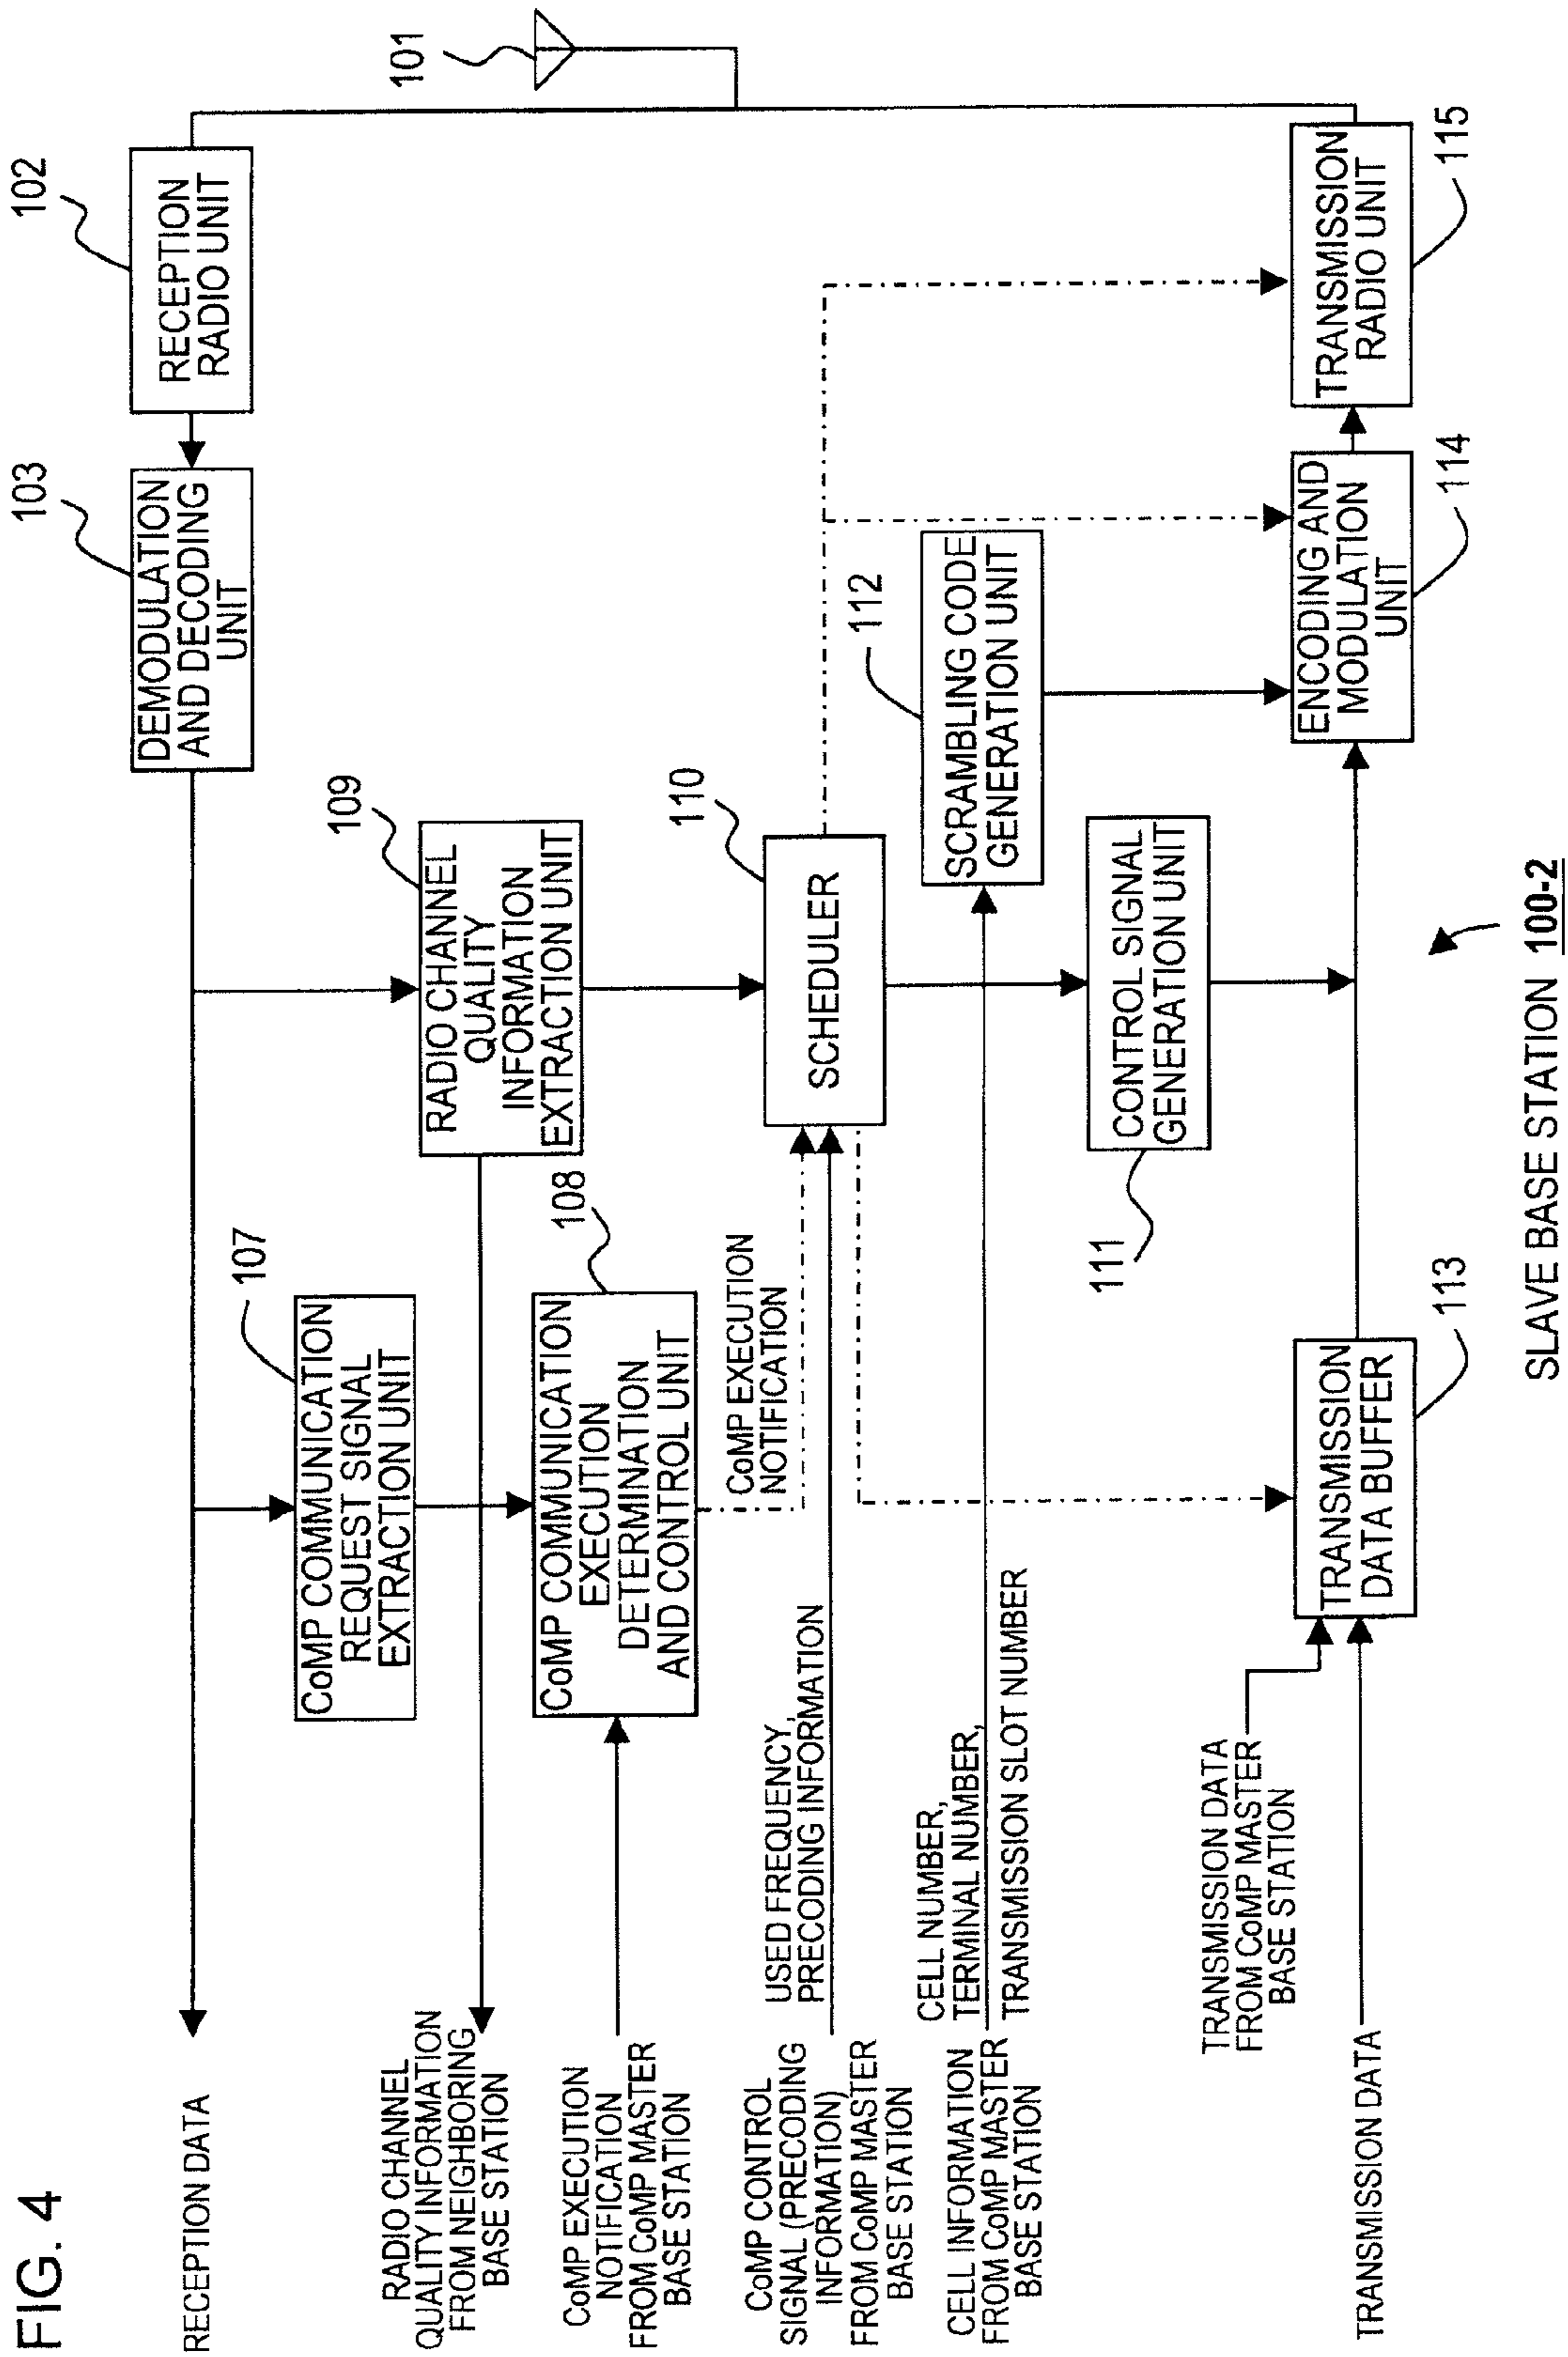 FIG. 4
RECEPTION DATA
RADIO CHANNEL
QUALITY INFORMATION
FROM NEIGHBORING
BASE STATION
CoMP EXECUTION
NOTIFICATION
FROM CoMP MASTER
BASE STATION
CoMP CONTROL
SIGNAL (PRECODING
INFORMATION)
FROM CoMP MASTER
BASE STATION
CELL INFORMATION
FROM CoMP MASTER
BASE STATION
TRANSMISSION DATA
USED FREQUENCY,
PRECODING INFORMATION
CELL NUMBER,
TERMINAL NUMBER,
TRANSMISSION SLOT NUMBER
TRANSMISSION DATA
FROM CoMP MASTER
BASE STATION
107
CoMP COMMUNICATION
REQUEST SIGNAL
EXTRACTION UNIT
108
CoMP COMMUNICATION
EXECUTION
DETERMINATION
AND CONTROL UNIT
CoMP EXECUTION
NOTIFICATION
113
TRANSMISSION
DATA BUFFER
109
RADIO CHANNEL
QUALITY
INFORMATION
EXTRACTION UNIT
110
SCHEDULER
111
CONTROL SIGNAL
GENERATION UNIT
112
SCRAMBLING CODE
GENERATION UNIT
103
DEMODULATION
AND DECODING
UNIT
114
ENCODING AND
MODULATION
UNIT
102
RECEPTION
RADIO UNIT
115
TRANSMISSION
RADIO UNIT
101
SLAVE BASE STATION 100-2